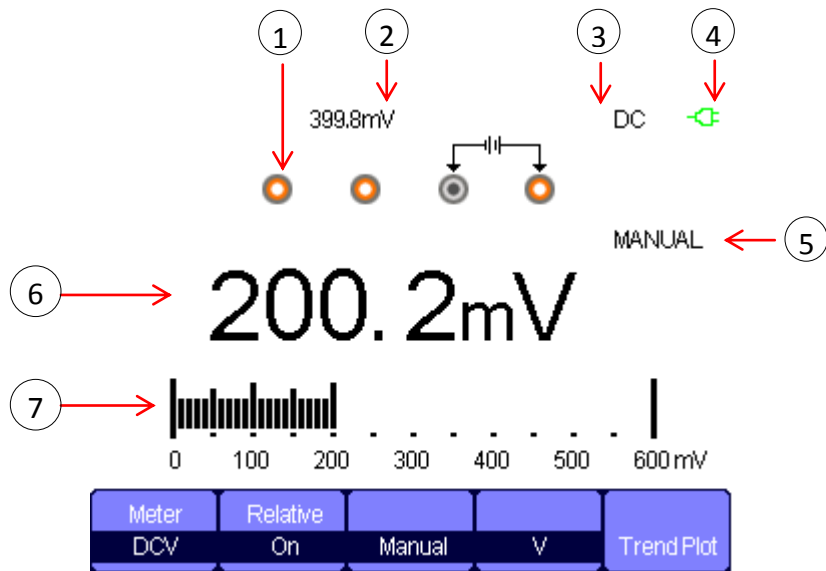 1 2 3 4
399.8mV DC
MANUAL 5
6 200.2mV
7
0 100 200 300 400 500 600 mV
Meter Relative
DCV On Manual V Trend Plot